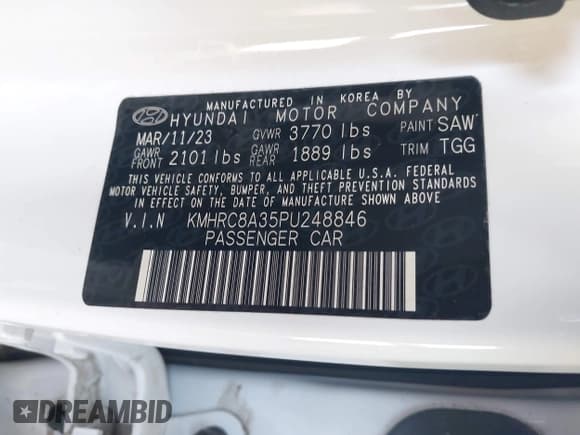 MANUFACTURED IN KOREA BY
HYUNDAI MOTOR COMPANY
MAR/11/23 GVWR 3770 lbs PAINT SAW
GAWR FRONT 2101 lbs GAWR REAR 1889 lbs TRIM TGG
THIS VEHICLE CONFORMS TO ALL APPLICABLE U.S.A. FEDERAL
MOTOR VEHICLE SAFETY, BUMPER, AND THEFT PREVENTION STANDARDS
IN EFFECT ON THE DATE OF MANUFACTURE SHOWN ABOVE
V.I.N KMHRC8A35PU248846
PASSENGER CAR
DREAMBID